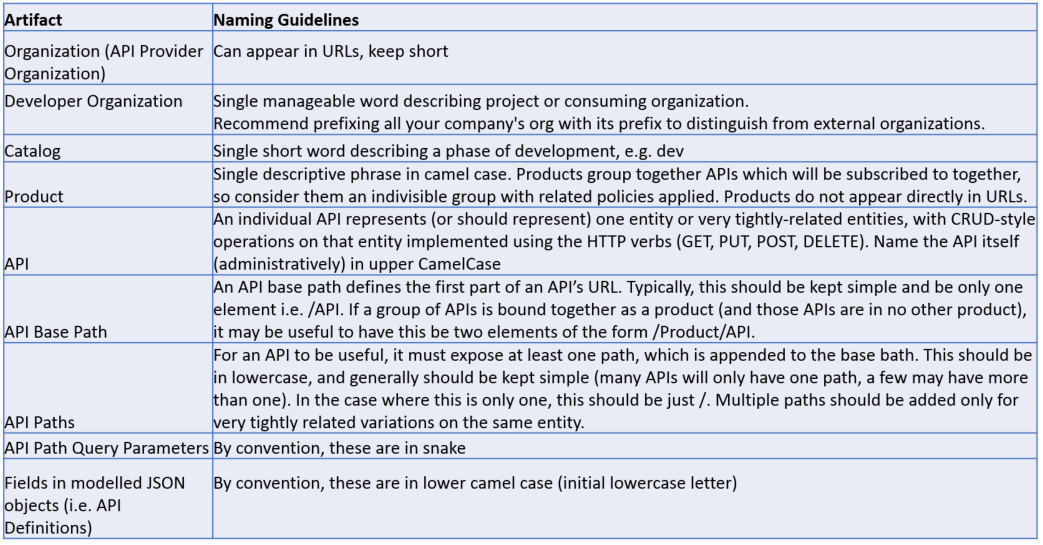 Artifact Naming Guidelines
Organization (API Provider Organization) Can appear in URLs, keep short
Developer Organization Single manageable word describing project or consuming organization.
Recommend prefixing all your company's org with its prefix to distinguish from external organizations.
Catalog Single short word describing a phase of development, e.g. dev
Single descriptive phrase in camel case. Products group together APIs which will be subscribed to together,
Product so consider them an indivisible group with related policies applied. Products do not appear directly in URLs.
An individual API represents (or should represent) one entity or very tightly-related entities, with CRUD-style
operations on that entity implemented using the HTTP verbs (GET, PUT, POST, DELETE). Name the API itself
API (administratively) in upper CamelCase
An API base path defines the first part of an API’s URL. Typically, this should be kept simple and be only one
element i.e. /API. If a group of APIs is bound together as a product (and those APIs are in no other product),
API Base Path it may be useful to have this be two elements of the form /Product/API.
For an API to be useful, it must expose at least one path, which is appended to the base bath. This should be
in lowercase, and generally should be kept simple (many APIs will only have one path, a few may have more
than one). In the case where this is only one, this should be just /. Multiple paths should be added only for
API Paths very tightly related variations on the same entity.
API Path Query Parameters By convention, these are in snake
Fields in modelled JSON By convention, these are in lower camel case (initial lowercase letter)
objects (i.e. API
Definitions)